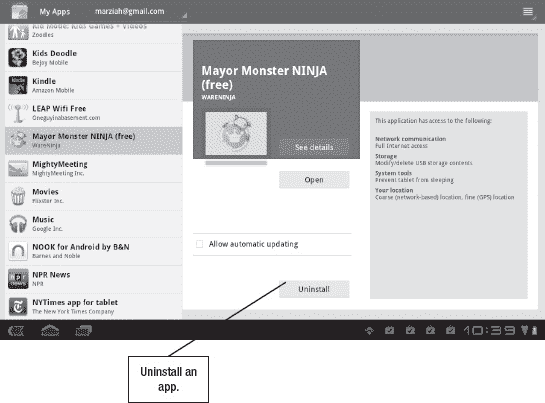 My Apps
marziah@gmail.com
Kid Mode: Kids Games + Videos
Zoodles
Kids Doodle
Bejoy Mobile
Kindle
Amazon Mobile
LEAP Wifi Free
Oneguyinabasement.com
Mayor Monster NINJA (free)
WareNinja
MightyMeeting
MightyMeeting Inc.
Movies
Flixster Inc.
Music
Google Inc.
NOOK for Android by B&N
Barnes and Noble
NPR News
NPR
NYTimes app for tablet
The New York Times Company
Mayor Monster NINJA
(free)
WARENINJA
See details
Open
Allow automatic updating
Uninstall
This application has access to the following:
Network communication
Full Internet access
Storage
Modify/delete USB storage contents
System tools
Prevent tablet from sleeping
Your location
Coarse (network-based) location, fine (GPS) location
10:39
Uninstall an
app.